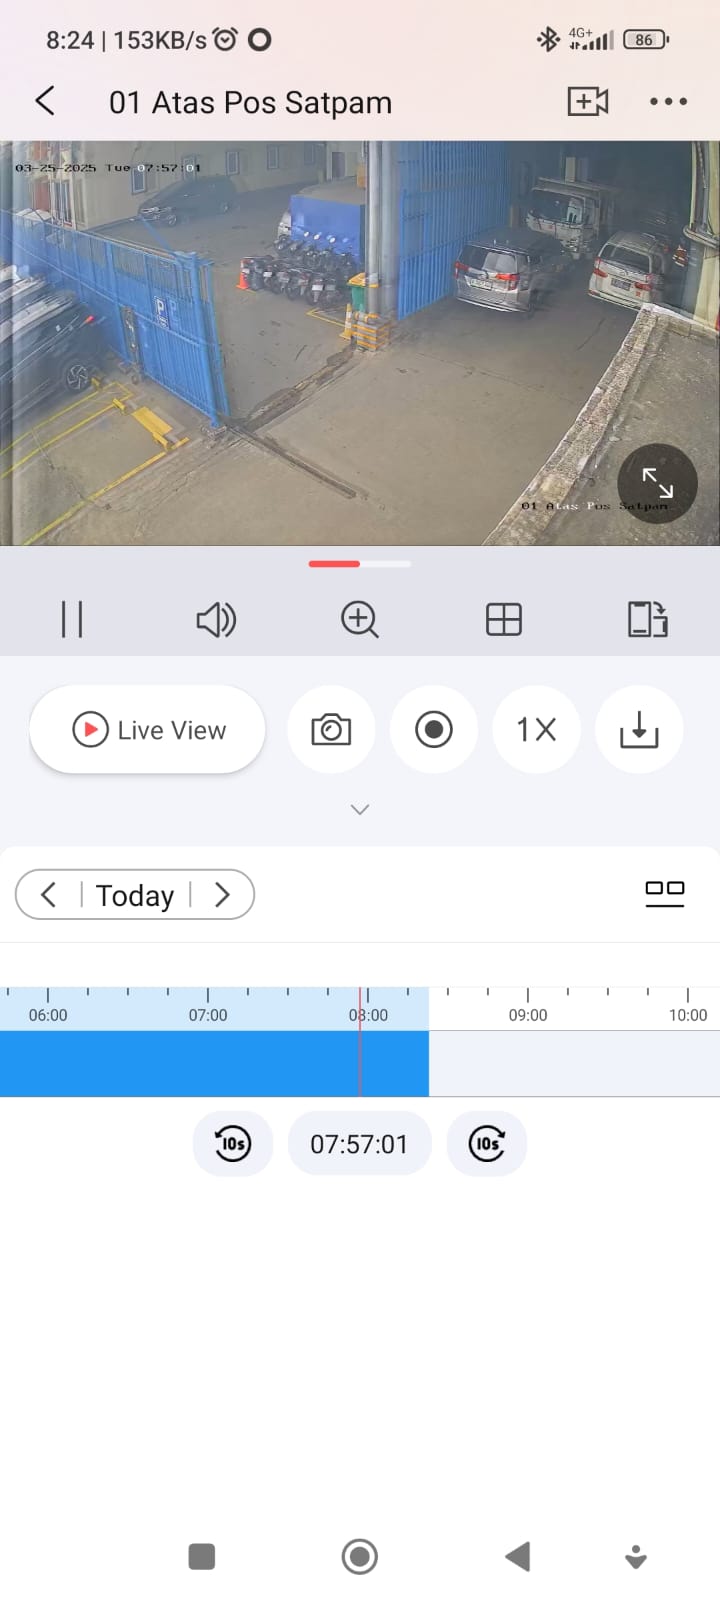 8:24 | 153KB/s
4G+
86
01 Atas Pos Satpam
03-25-2025 Tue 07:57:01
P
01 Atas Pos Satpam
Live View
1X
Today
06:00 07:00 08:00 09:00 10:00
10s 07:57:01 10s